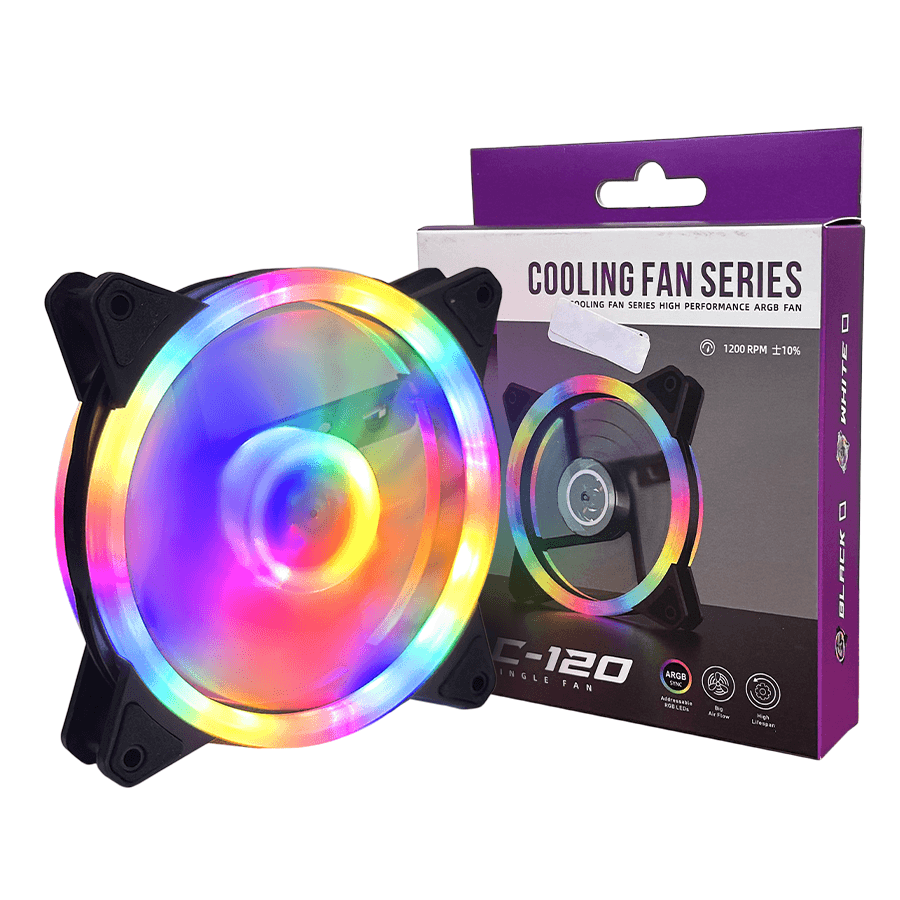 COOLING FAN SERIES
COOLING FAN SERIES HIGH PERFORMANCE ARGB FAN
1200 RPM ±10%
C-120
SINGLE FAN
ARGB
SYNC
Addressable
RGB LEDs
Big
Air Flow
High
Lifespan
WHITE
BLACK